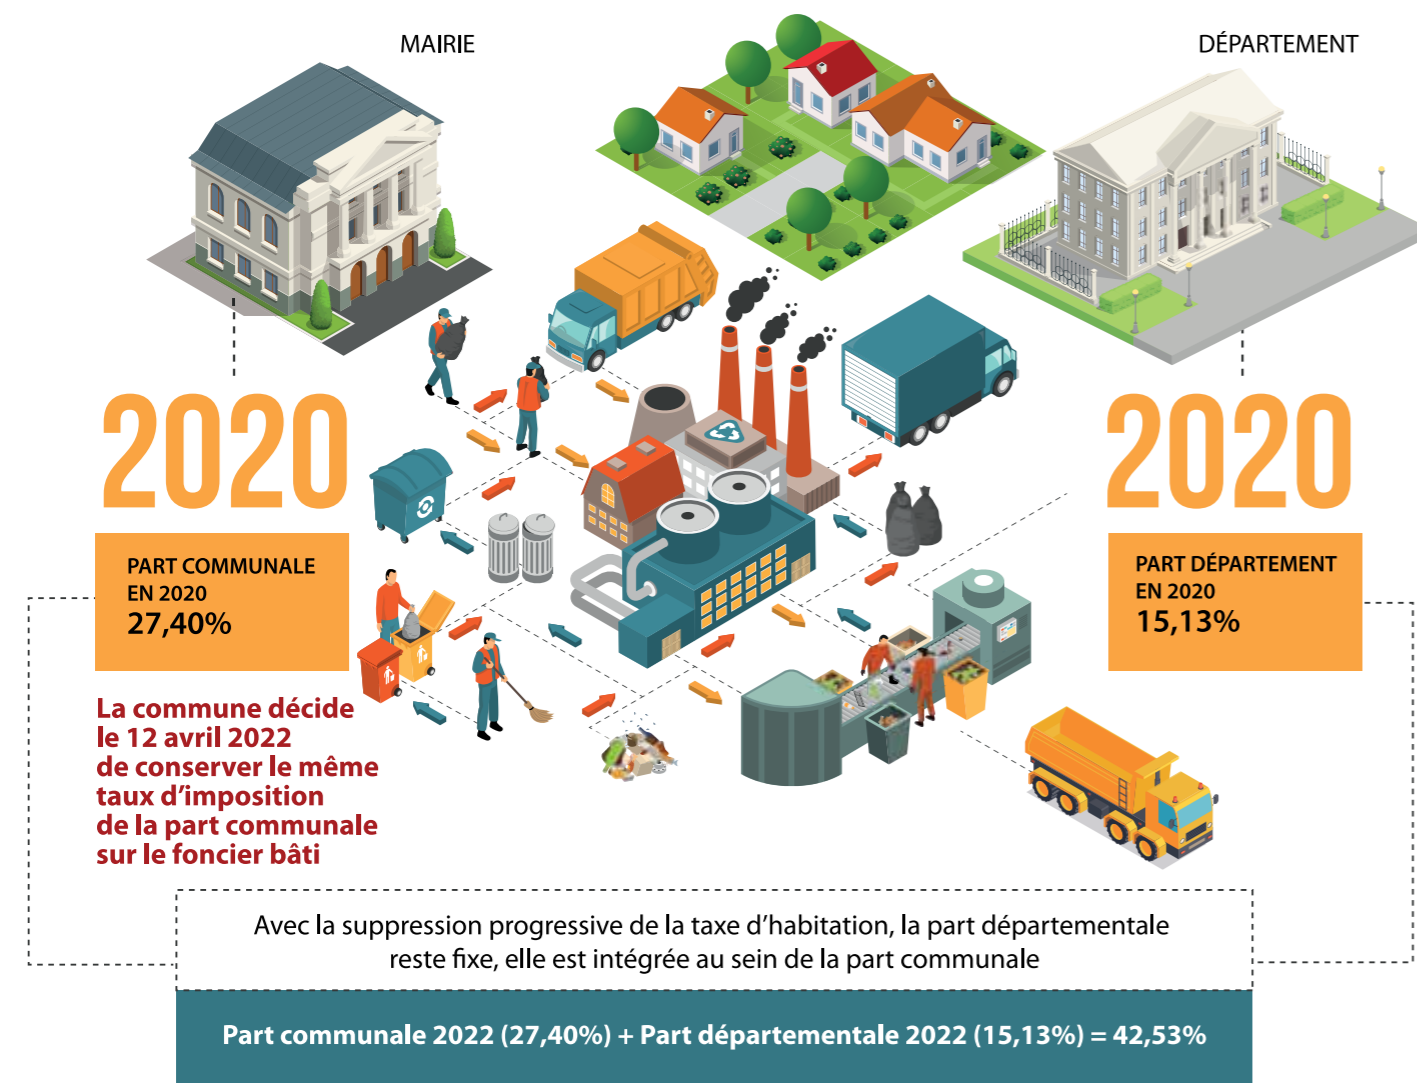 MAIRIE
DÉPARTEMENT
2020
PART COMMUNALE
EN 2020
27,40%
La commune décide
le 12 avril 2022
de conserver le même
taux d’imposition
de la part communale
sur le foncier bâti
2020
PART DÉPARTEMENT
EN 2020
15,13%
Avec la suppression progressive de la taxe d’habitation, la part départementale
reste fixe, elle est intégrée au sein de la part communale
Part communale 2022 (27,40%) + Part départementale 2022 (15,13%) = 42,53%